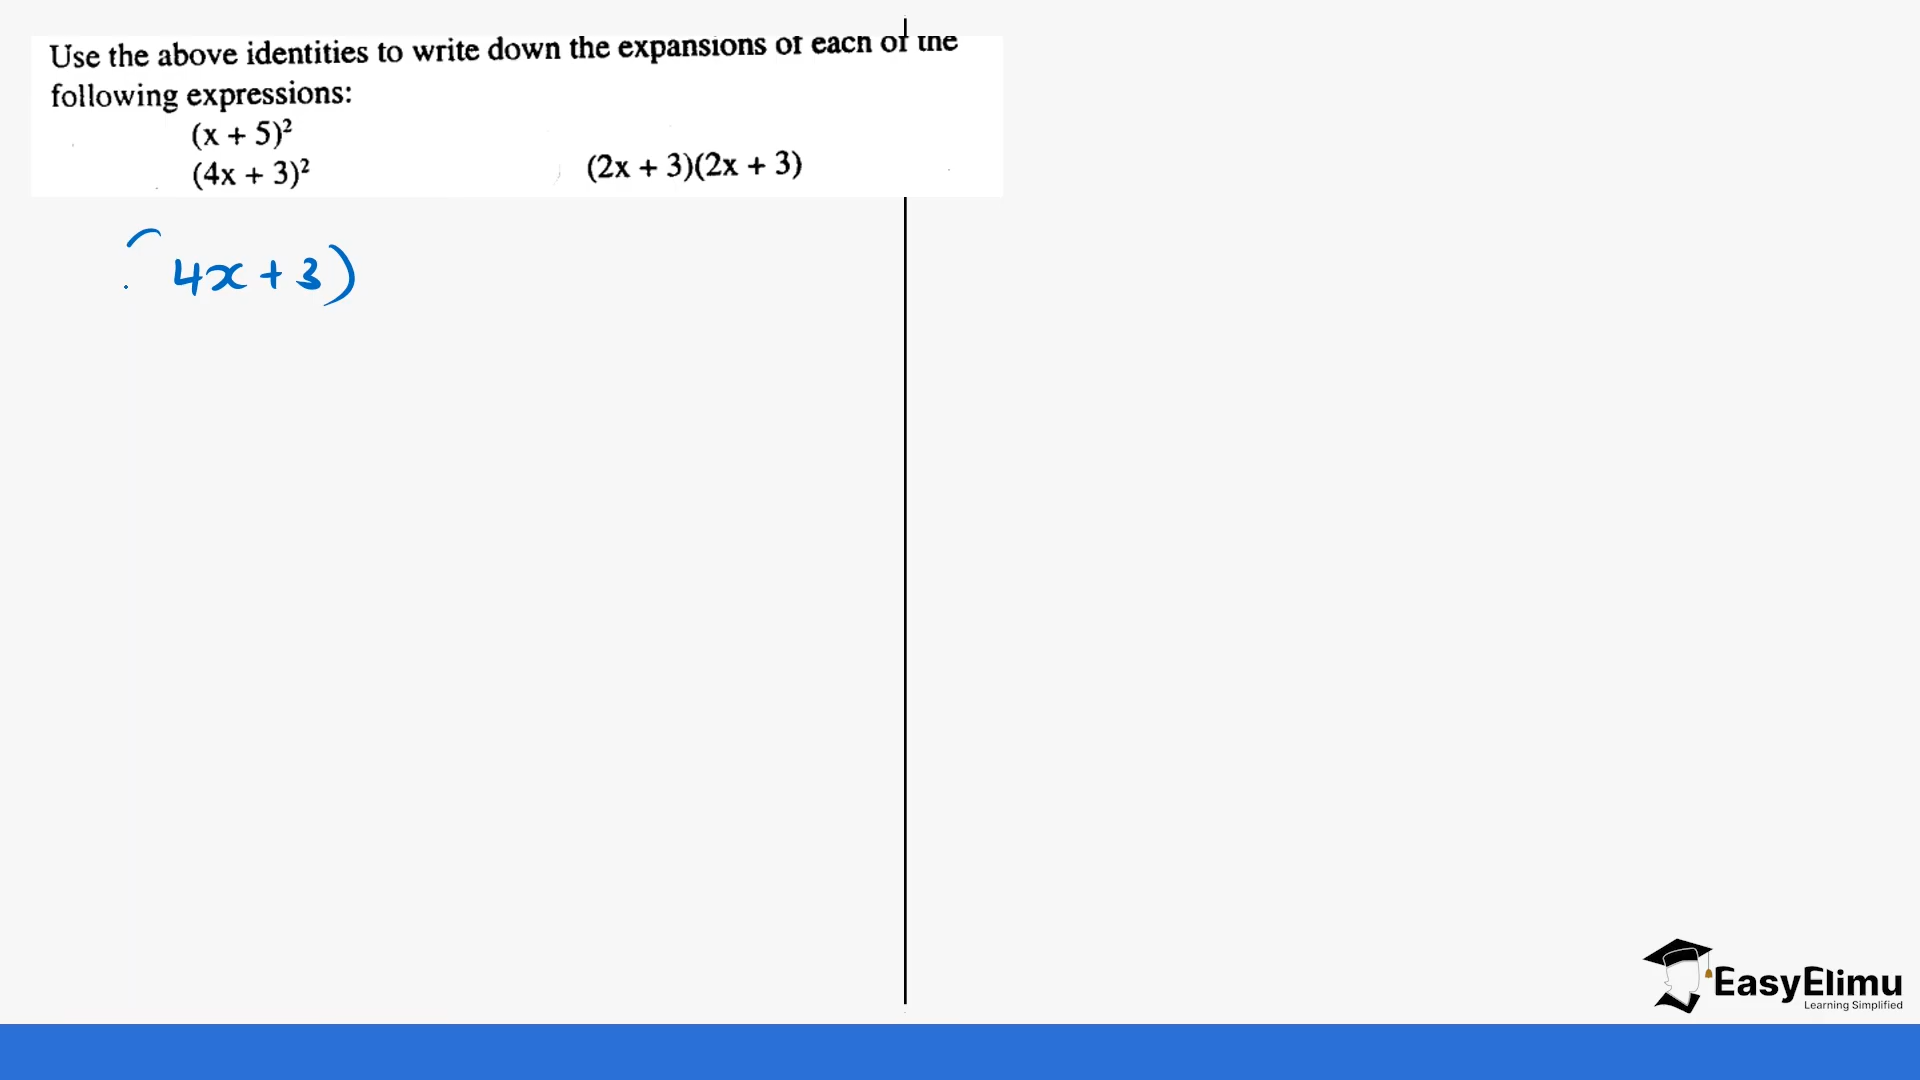 Use the above identities to write down the expansions of each of the
following expressions:
(x + 5)²
(4x + 3)² (2x + 3)(2x + 3)
( 4x + 3)
EasyElimu
Learning Simplified